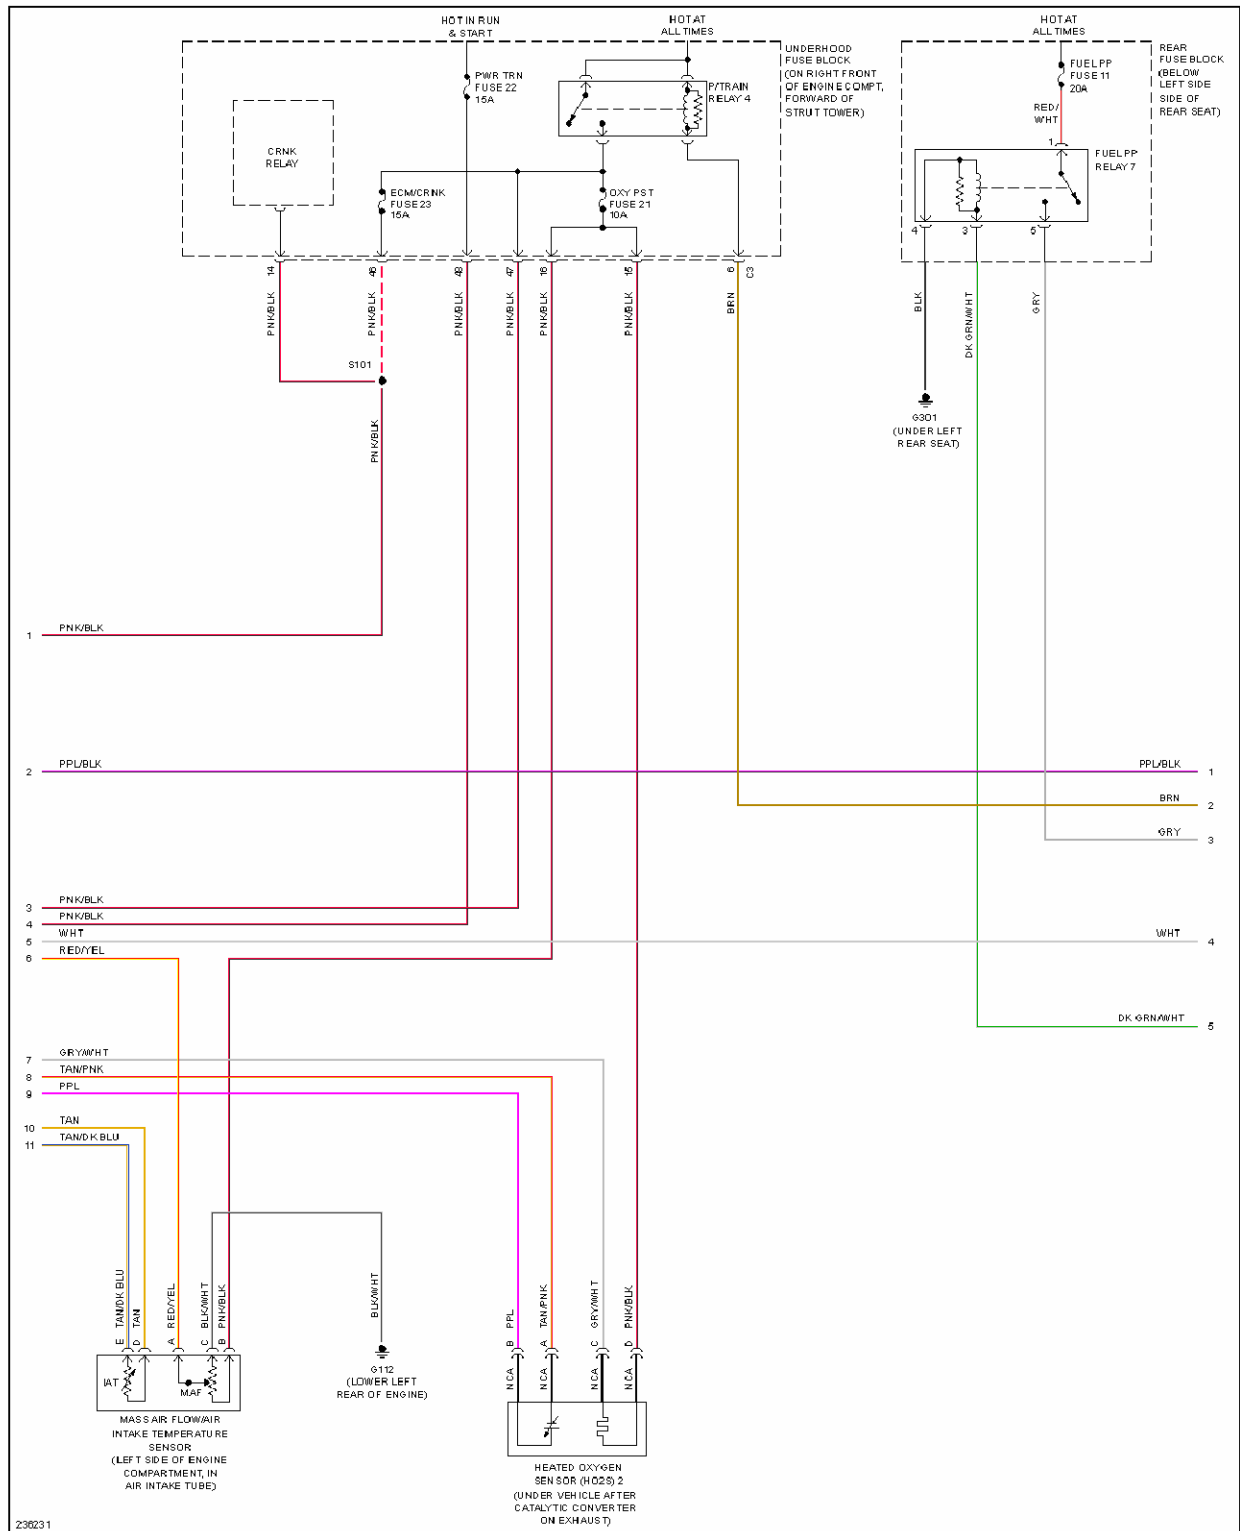 HOT IN RUN
& START
HOT AT
ALL TIMES
HOT AT
ALL TIMES
UNDERHOOD
FUSE BLOCK
(ON RIGHT FRONT
OF ENGINE COMPT,
FORWARD OF
STRUT TOWER)
REAR
FUSE BLOCK
(BELOW
LEFT SIDE
SIDE OF
REAR SEAT)
PWR TRN
FUSE 22
15A
P/TRAIN
RELAY 4
FUEL PP
FUSE 11
20A
RED/
WHT
1
CRNK
RELAY
FUEL PP
RELAY 7
ECM/CRNK
FUSE 23
15A
OXY PST
FUSE 21
10A
4
3
5
14
46
48
47
16
15
6
C3
PNK/BLK
PNK/BLK
PNK/BLK
PNK/BLK
PNK/BLK
PNK/BLK
BRN
BLK
DK GRN/WHT
GRY
S101
PNK/BLK
G301
(UNDER LEFT
REAR SEAT)
1 PNK/BLK
2 PPL/BLK
PPL/BLK 1
BRN 2
GRY 3
3 PNK/BLK
4 PNK/BLK
5 WHT
WHT 4
6 RED/YEL
DK GRN/WHT 5
7 GRY/WHT
8 TAN/PNK
9 PPL
10 TAN
11 TAN/DK BLU
E TAN/DK BLU
D TAN
A RED/YEL
C BLK/WHT
B PNK/BLK
BLK/WHT
B PPL
A TAN/PNK
C GRY/WHT
D PNK/BLK
NCA
NCA
NCA
NCA
IAT
MAF
G112
(LOWER LEFT
REAR OF ENGINE)
MASS AIR FLOW/AIR
INTAKE TEMPERATURE
SENSOR
(LEFT SIDE OF ENGINE
COMPARTMENT, IN
AIR INTAKE TUBE)
HEATED OXYGEN
SENSOR (HO2S) 2
(UNDER VEHICLE AFTER
CATALYTIC CONVERTER
ON EXHAUST)
236231